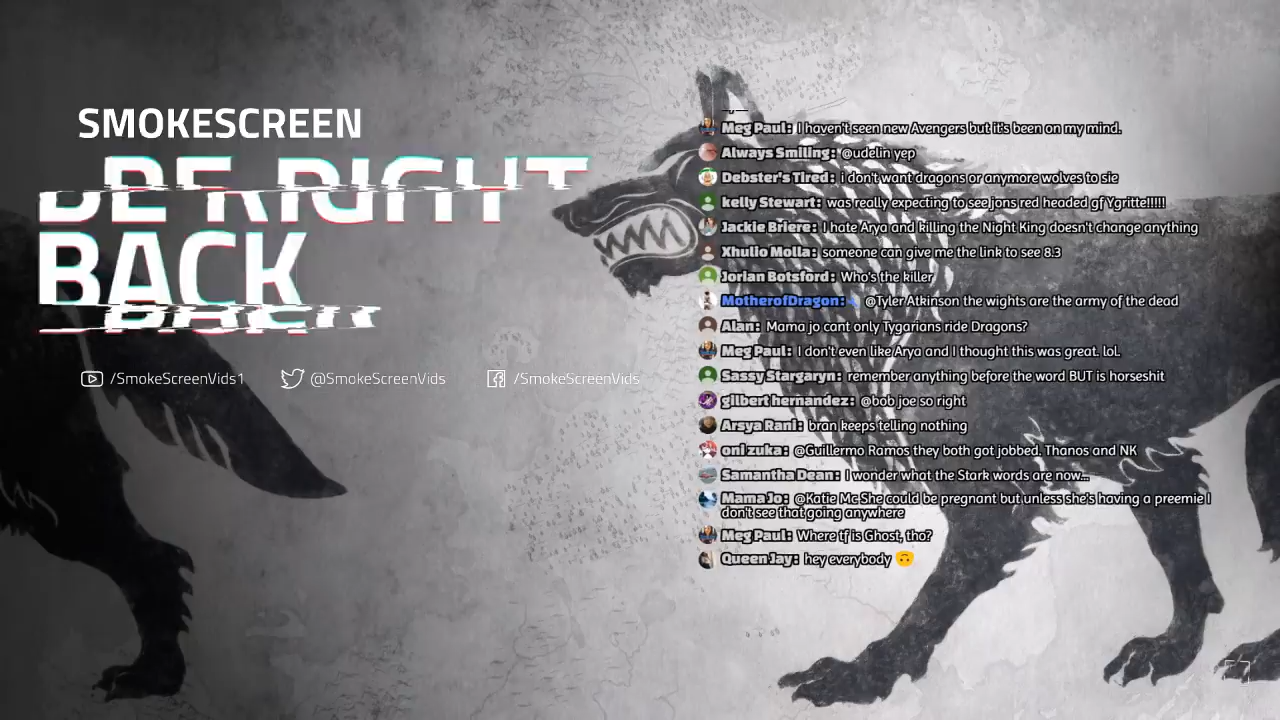 SMOKESCREEN
BE RIGHT
BACK
/SmokeScreenVids1 @SmokeScreenVids /SmokeScreenVids
Meg Paul: I haven't seen new Avengers but it's been on my mind.
Always Smiling: @udelin yep
Debster's Tired: i don't want dragons or anymore wolves to sie
kelly Stewart: was really expecting to see jons red headed gf Ygritte!!!!!
Jackie Briere: I hate Arya and killing the Night King doesn't change anything
Xhulio Molla: someone can give me the link to see 8.3
Jorian Botsford: Who's the killer
MotherofDragon: @Tyler Atkinson the wights are the army of the dead
Alan: Mama jo cant only Tygarians ride Dragons?
Meg Paul: I don't even like Arya and I thought this was great. lol.
Sassy Stargaryn: remember anything before the word BUT is horseshit
gilbert hernandez: @bob joe so right
Arsya Rani: bran keeps telling nothing
oni zuka: @Guillermo Ramos they both got jobbed. Thanos and NK
Samantha Dean: I wonder what the Stark words are now...
Mama Jo: @Katie Mc She could be pregnant but unless she's having a preemie I
don't see that going anywhere
Meg Paul: Where tf is Ghost, tho?
Queen Jay: hey everybody 🙃